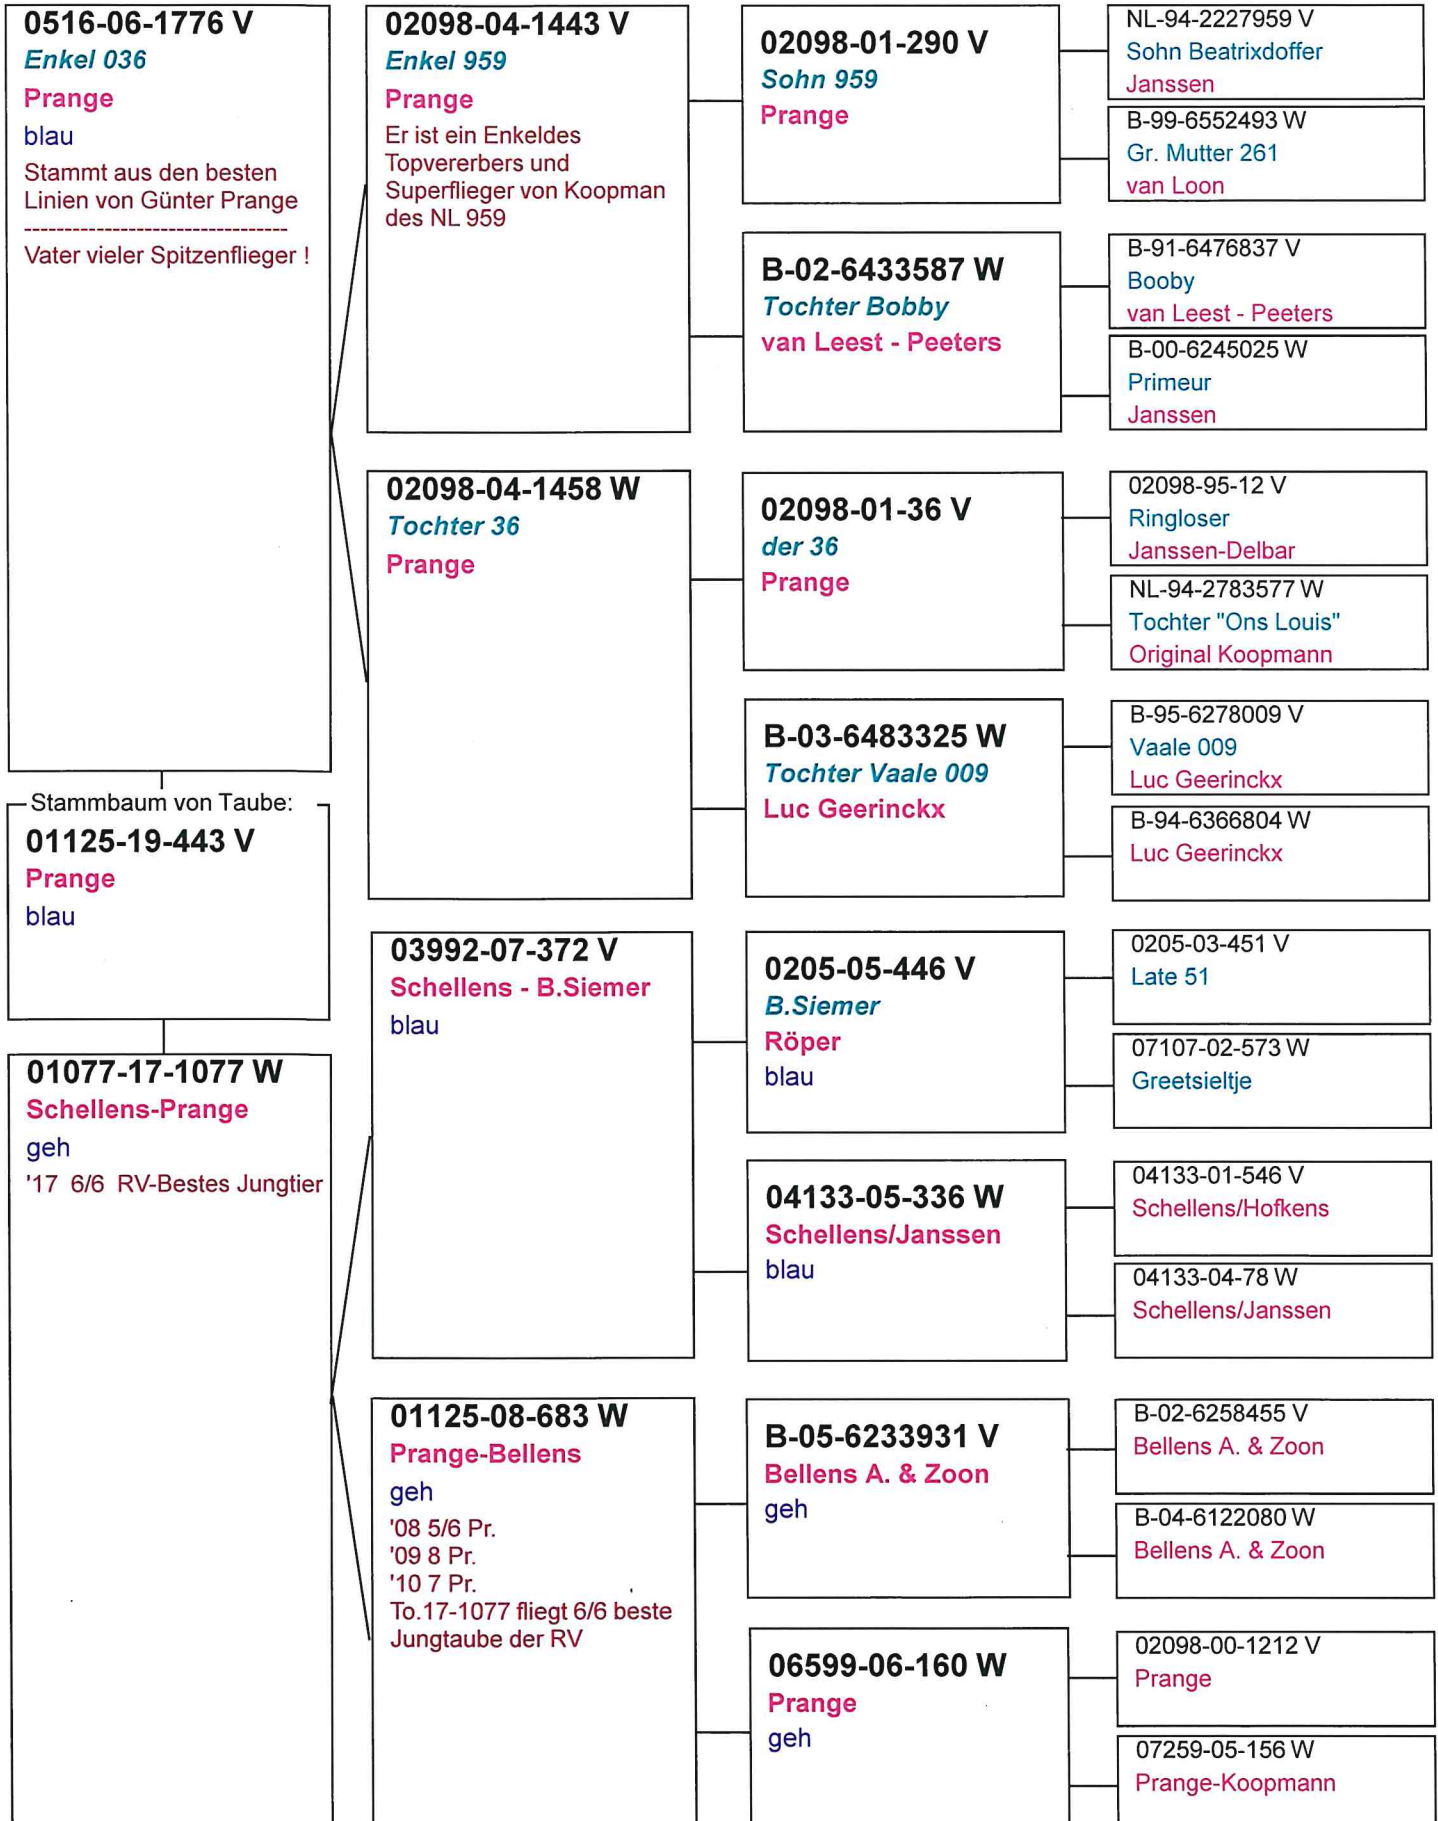 0516-06-1776 V
Enkel 036
Prange
blau
Stammt aus den besten
Linien von Günter Prange
---------------------------------
Vater vieler Spitzenflieger !
Stammbaum von Taube:
01125-19-443 V
Prange
blau
01077-17-1077 W
Schellens-Prange
geh
'17 6/6 RV-Bestes Jungtier
02098-04-1443 V
Enkel 959
Prange
Er ist ein Enkeldes
Topvererbers und
Superflieger von Koopman
des NL 959
02098-04-1458 W
Tochter 36
Prange
03992-07-372 V
Schellens - B.Siemer
blau
01125-08-683 W
Prange-Bellens
geh
'08 5/6 Pr.
'09 8 Pr.
'10 7 Pr.
To.17-1077 fliegt 6/6 beste
Jungtaube der RV
02098-01-290 V
Sohn 959
Prange
B-02-6433587 W
Tochter Bobby
van Leest - Peeters
02098-01-36 V
der 36
Prange
B-03-6483325 W
Tochter Vaale 009
Luc Geerinckx
0205-05-446 V
B.Siemer
Röper
blau
04133-05-336 W
Schellens/Janssen
blau
B-05-6233931 V
Bellens A. & Zoon
geh
06599-06-160 W
Prange
geh
NL-94-2227959 V
Sohn Beatrixdoffer
Janssen
B-99-6552493 W
Gr. Mutter 261
van Loon
B-91-6476837 V
Booby
van Leest - Peeters
B-00-6245025 W
Primeur
Janssen
02098-95-12 V
Ringloser
Janssen-Delbar
NL-94-2783577 W
Tochter "Ons Louis"
Original Koopmann
B-95-6278009 V
Vaale 009
Luc Geerinckx
B-94-6366804 W
Luc Geerinckx
0205-03-451 V
Late 51
07107-02-573 W
Greetsieltje
04133-01-546 V
Schellens/Hofkens
04133-04-78 W
Schellens/Janssen
B-02-6258455 V
Bellens A. & Zoon
B-04-6122080 W
Bellens A. & Zoon
02098-00-1212 V
Prange
07259-05-156 W
Prange-Koopmann